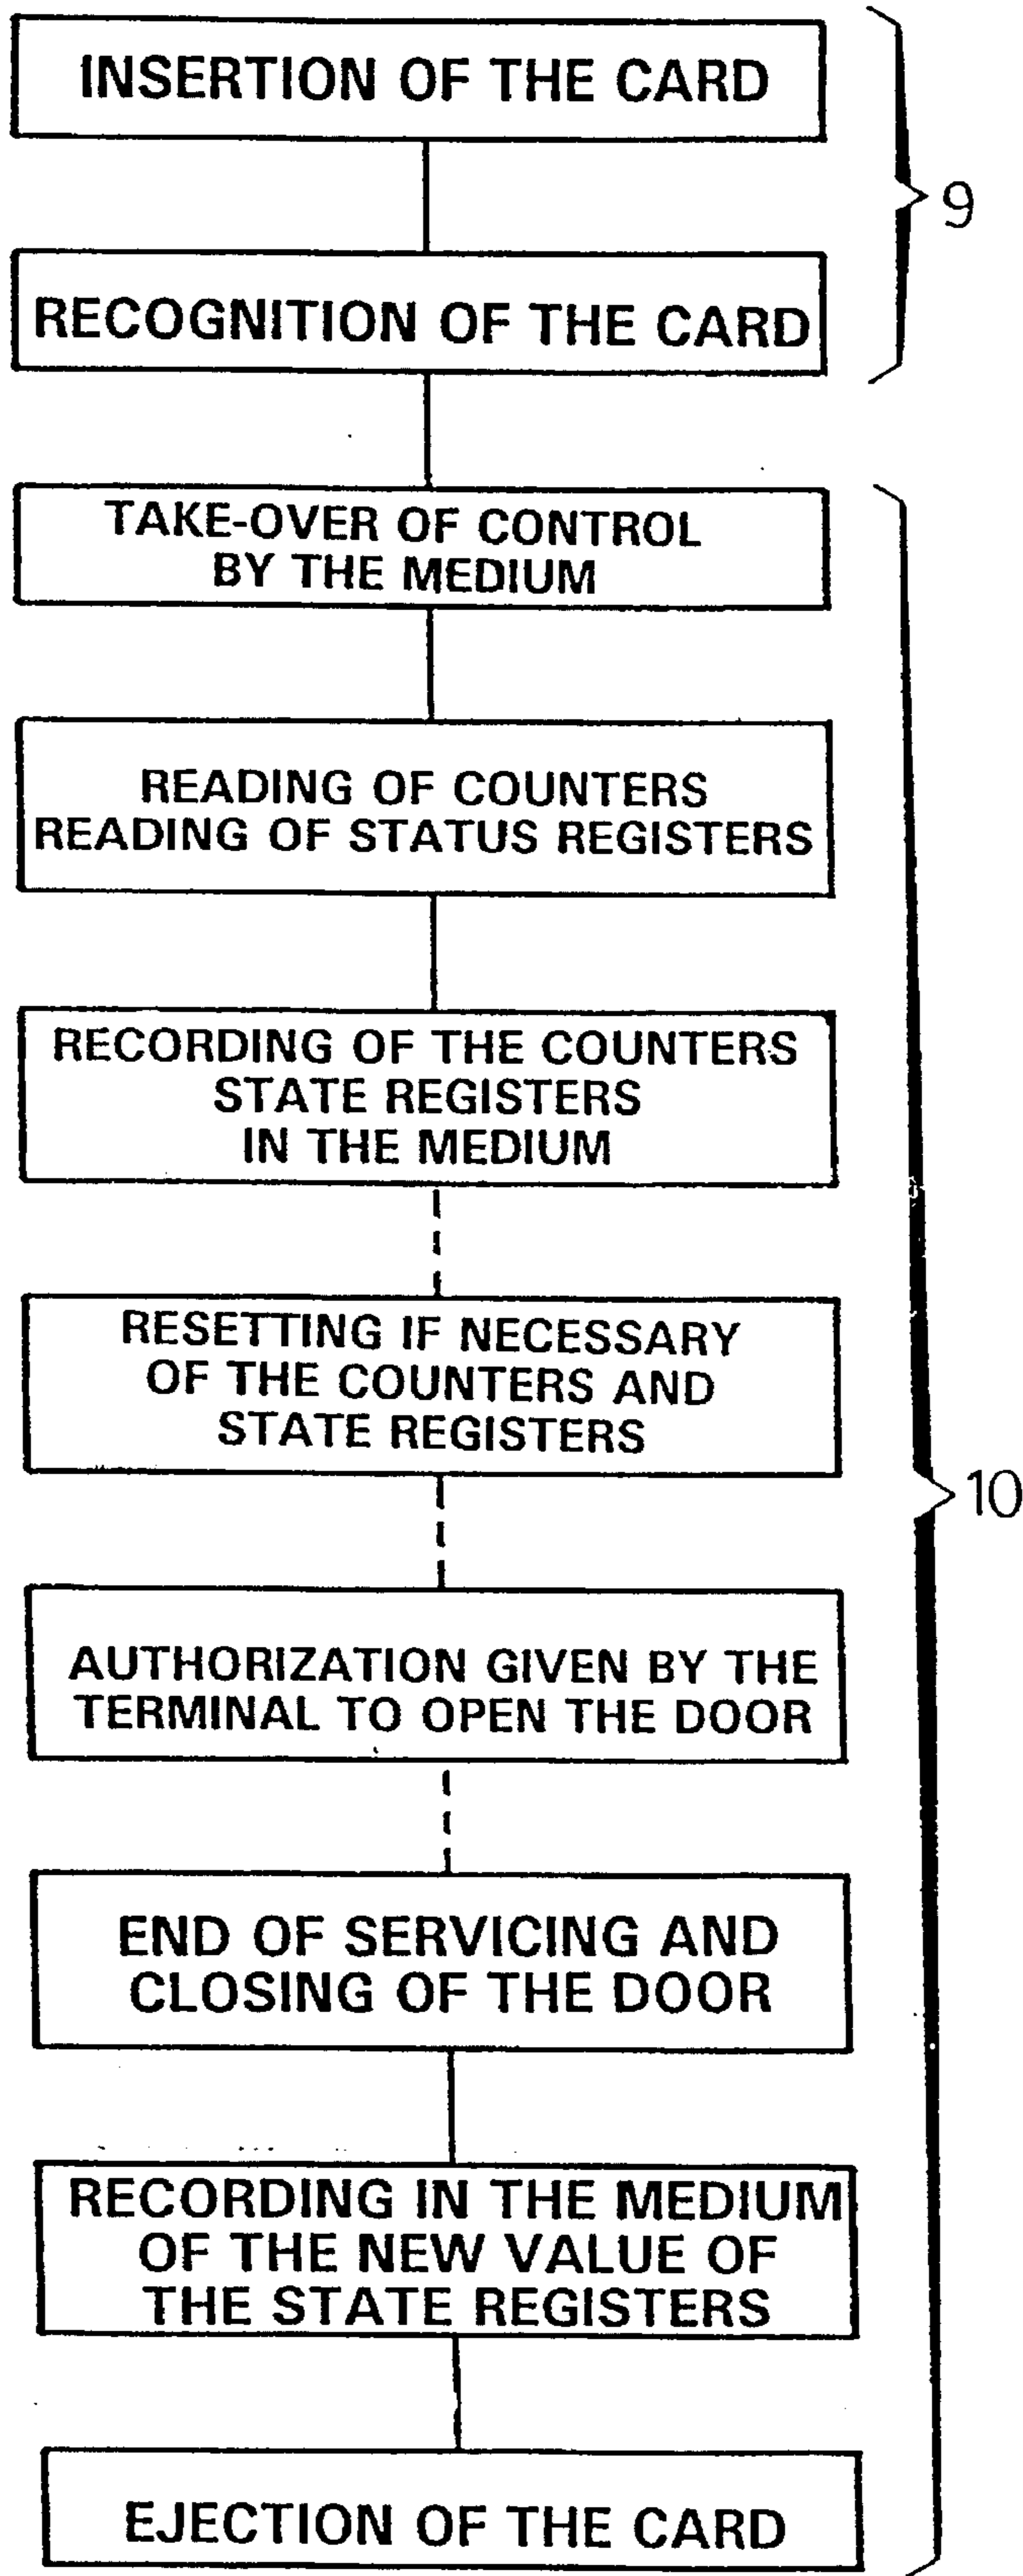 INSERTION OF THE CARD
9
RECOGNITION OF THE CARD
TAKE-OVER OF CONTROL
BY THE MEDIUM
READING OF COUNTERS
READING OF STATUS REGISTERS
RECORDING OF THE COUNTERS
STATE REGISTERS
IN THE MEDIUM
RESETTING IF NECESSARY
OF THE COUNTERS AND
STATE REGISTERS
10
AUTHORIZATION GIVEN BY THE
TERMINAL TO OPEN THE DOOR
END OF SERVICING AND
CLOSING OF THE DOOR
RECORDING IN THE MEDIUM
OF THE NEW VALUE OF
THE STATE REGISTERS
EJECTION OF THE CARD